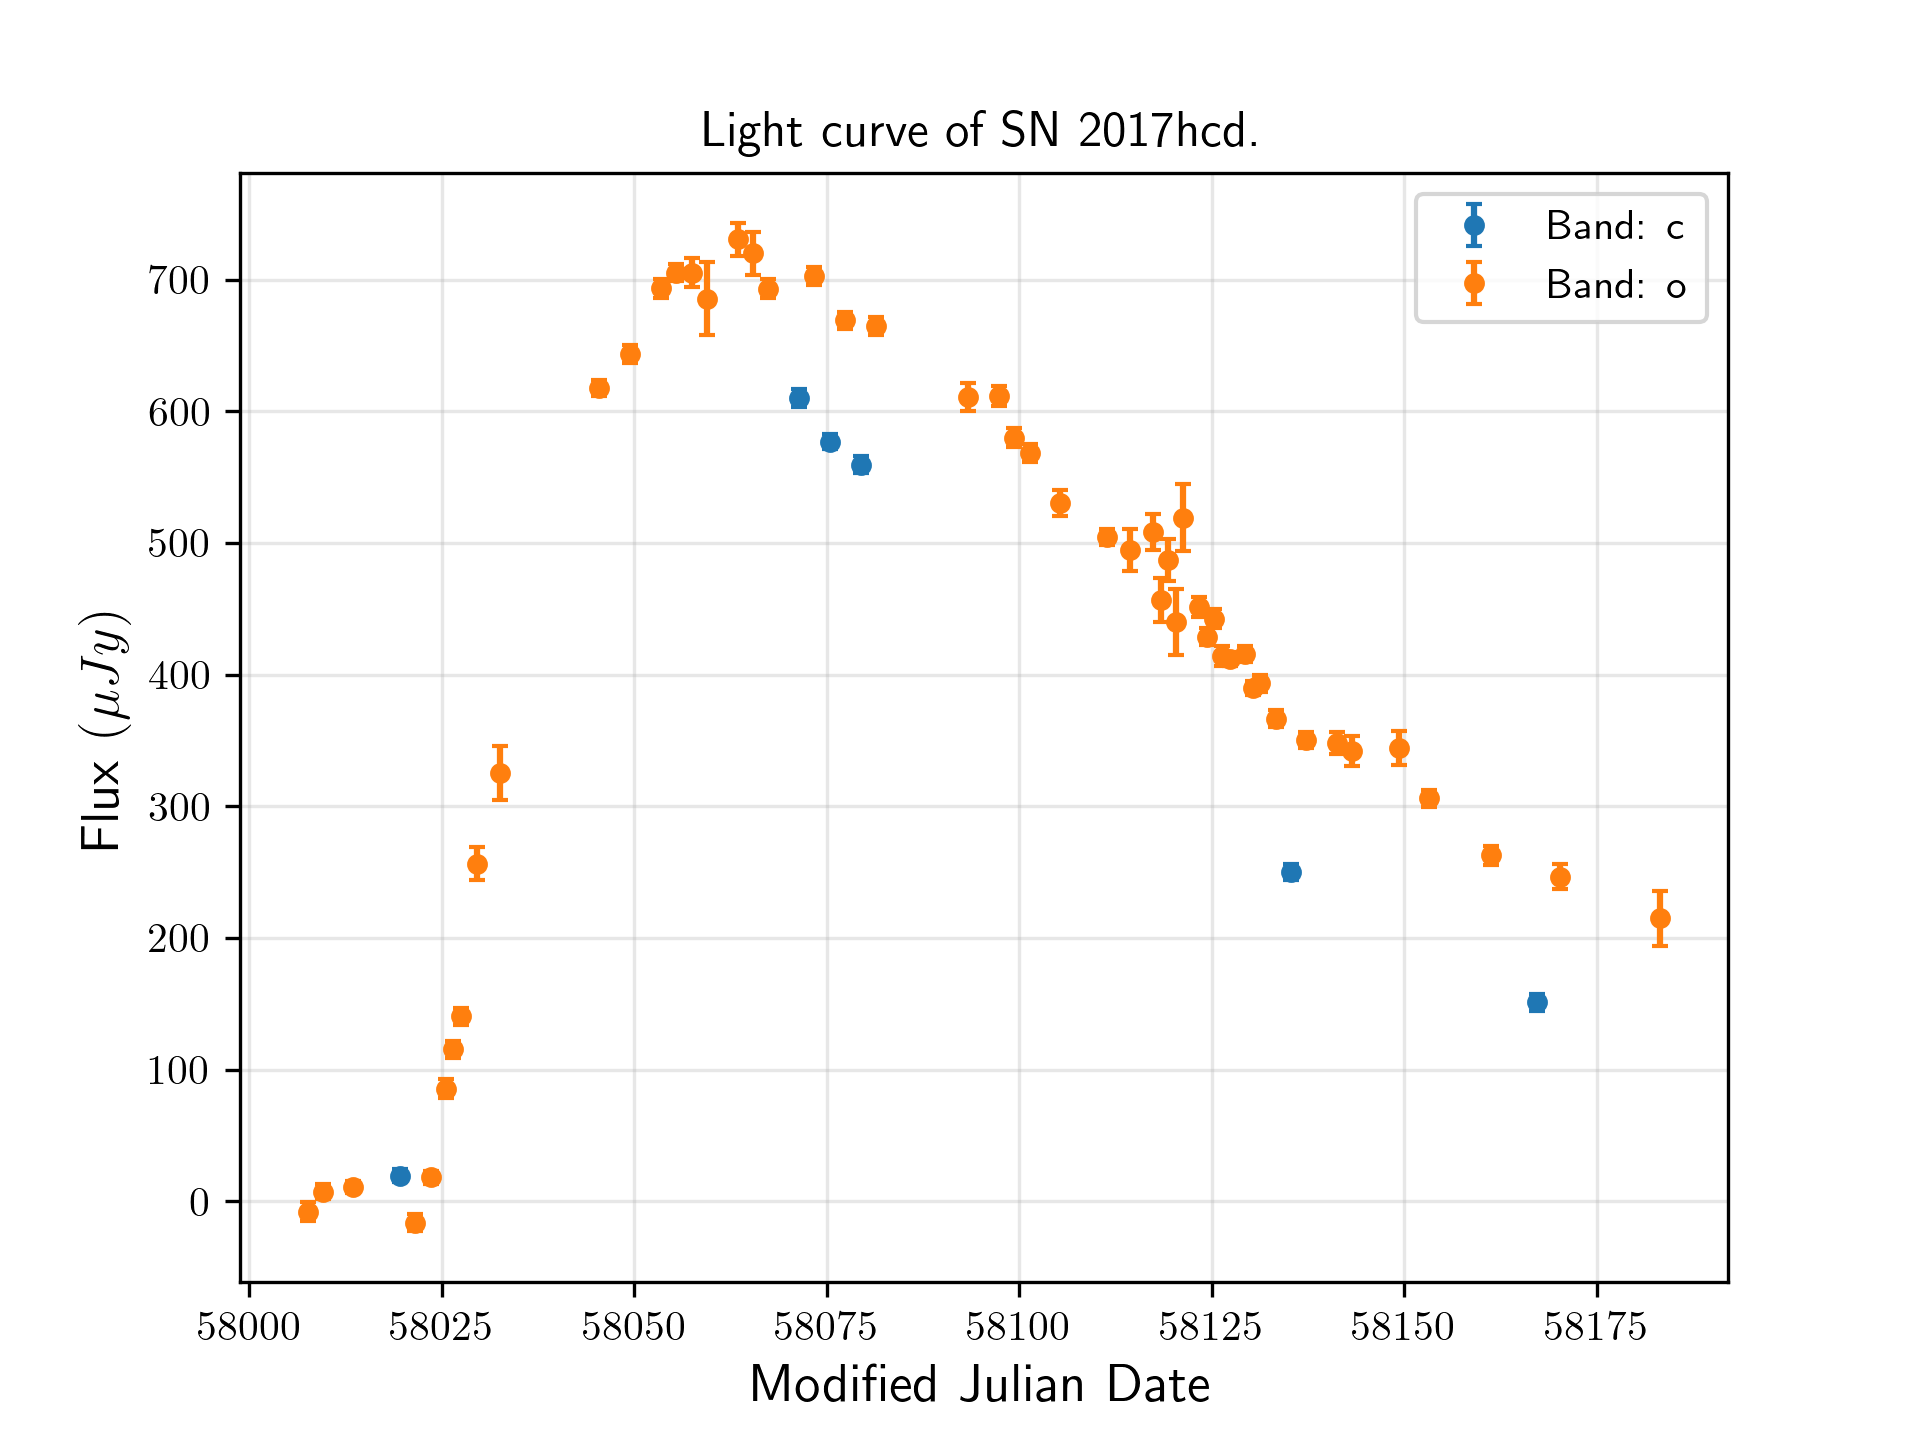 Light curve of SN 2017hcd.
Band: c
Band: o
700
600
500
400
300
200
100
0
Flux (μJy)
58000 58025 58050 58075 58100 58125 58150 58175
Modified Julian Date